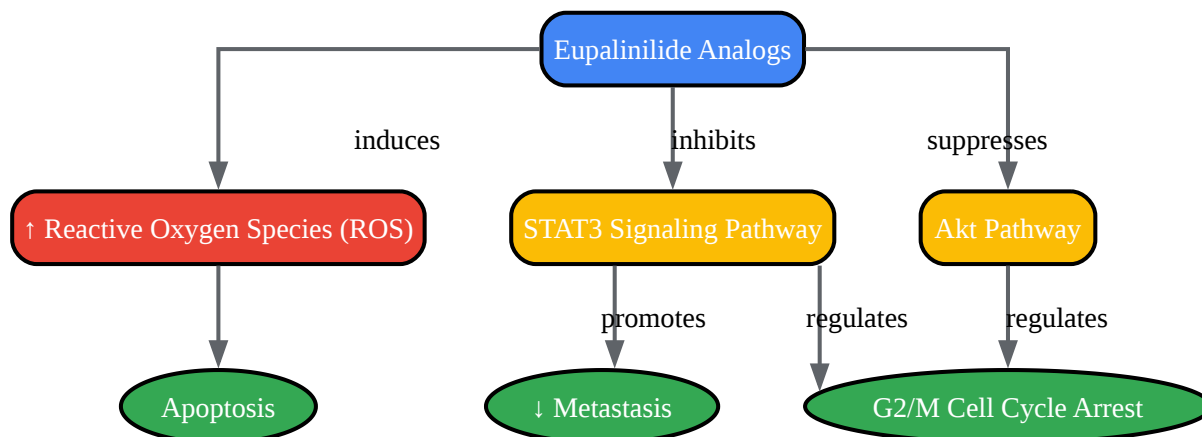 Eupalinilide Analogs
induces
inhibits
suppresses
↑ Reactive Oxygen Species (ROS)
STAT3 Signaling Pathway
Akt Pathway
promotes
regulates
regulates
Apoptosis
↓ Metastasis
G2/M Cell Cycle Arrest